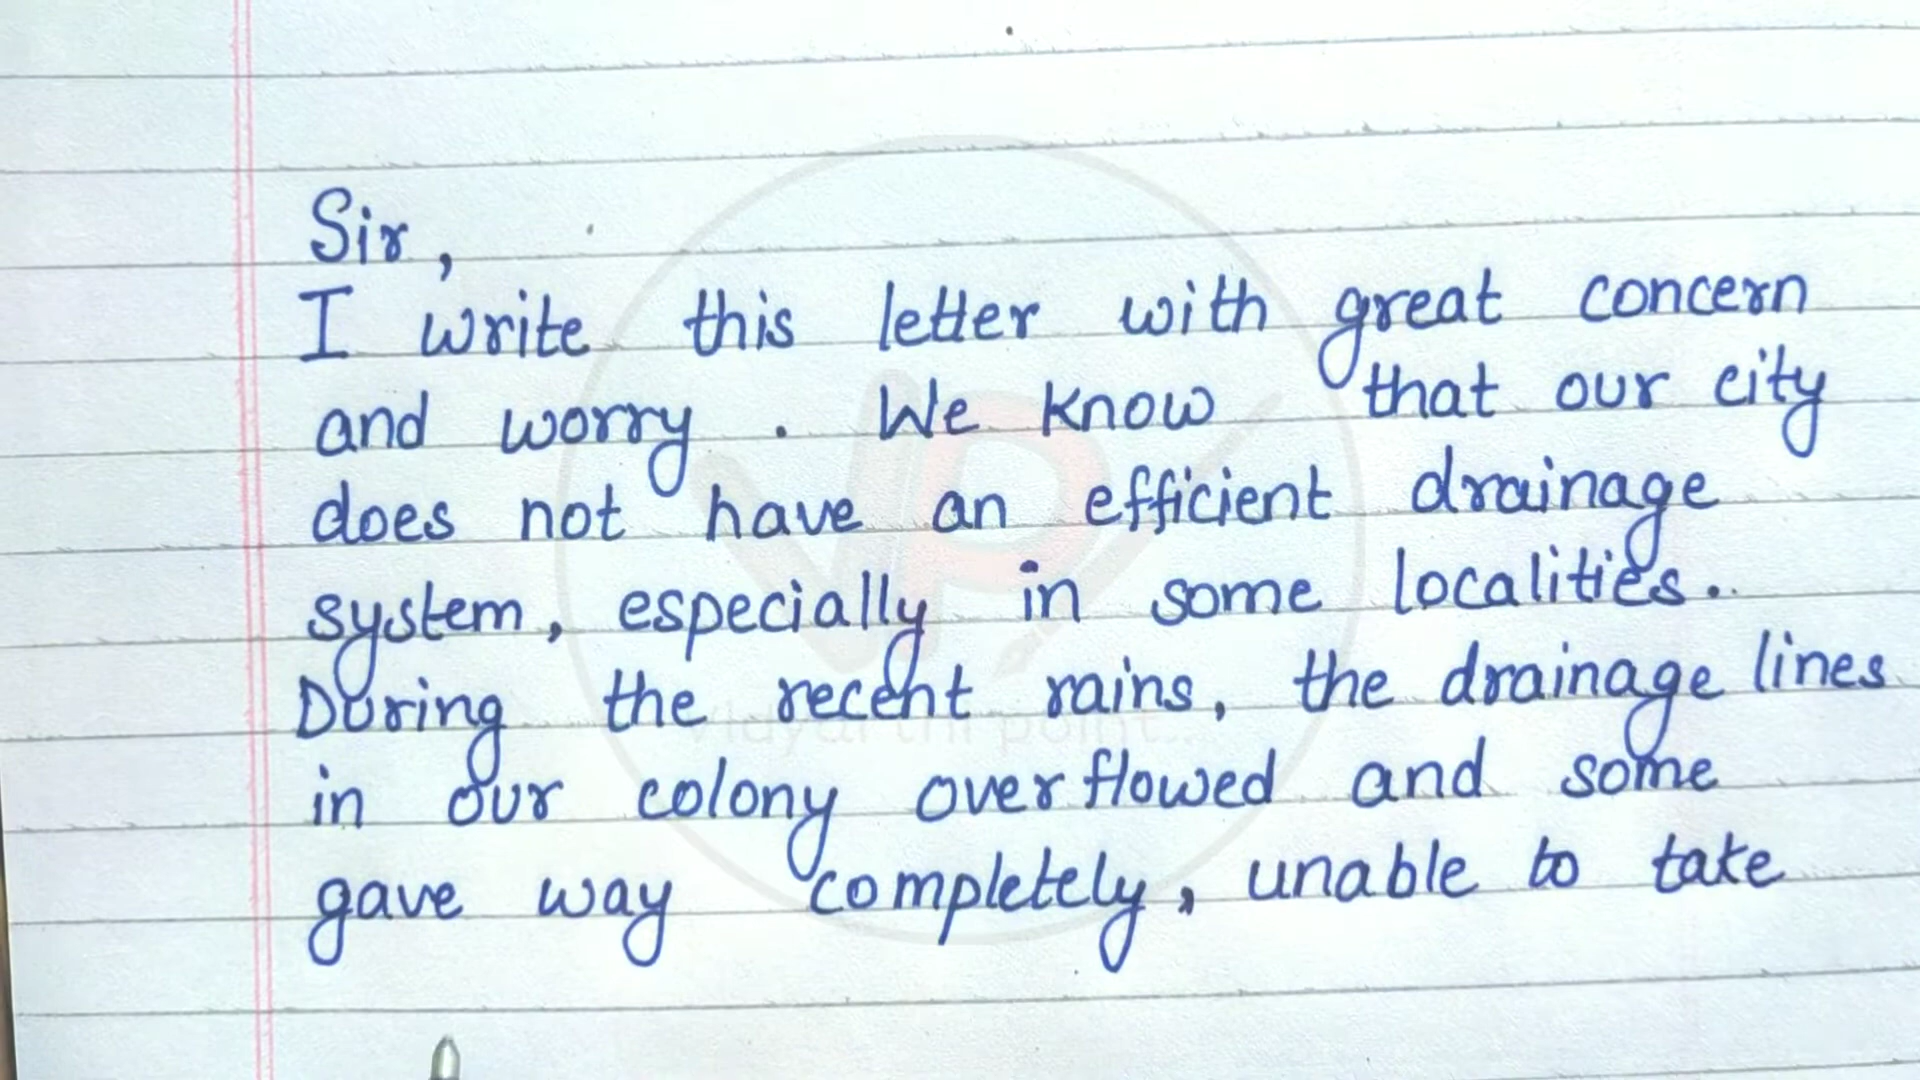 Sir,
I write this letter with great concern
and worry. We know that our city
does not have an efficient drainage
system, especially in some localities.
During the recent rains, the drainage lines
in our colony overflowed and some
gave way completely, unable to take
Vidyarthi point